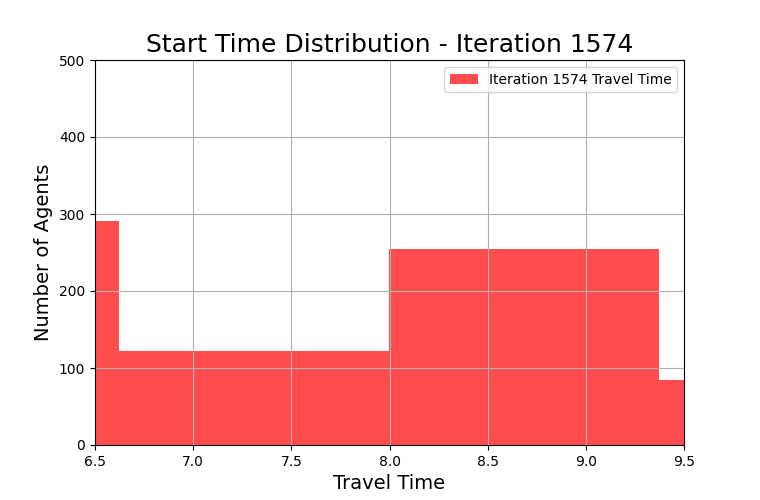 Start Time Distribution - Iteration 1574
Iteration 1574 Travel Time
Number of Agents
500
400
300
200
100
0
6.5 7.0 7.5 8.0 8.5 9.0 9.5
Travel Time